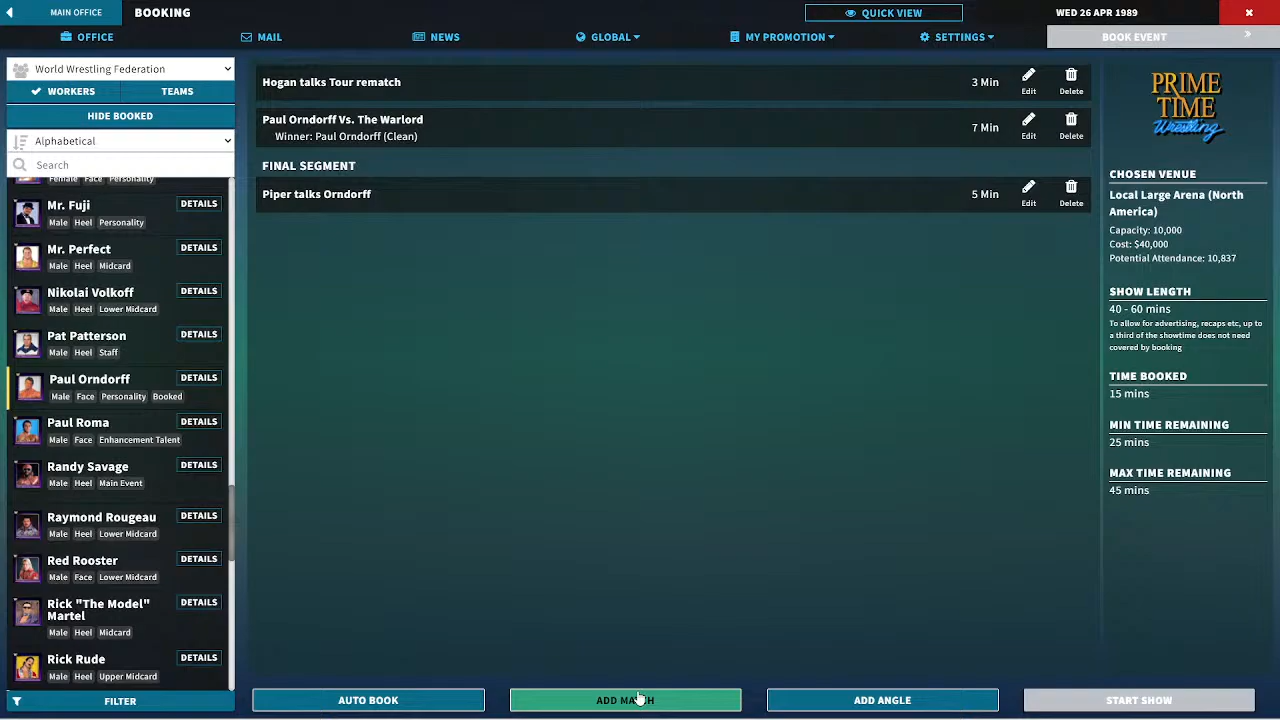 MAIN OFFICE
BOOKING
QUICK VIEW
WED 26 APR 1989
OFFICE
MAIL
NEWS
GLOBAL
MY PROMOTION
SETTINGS
BOOK EVENT
World Wrestling Federation
WORKERS
TEAMS
HIDE BOOKED
Alphabetical
Search
Female Face Personality
Mr. Fuji
DETAILS
Male Heel Personality
Mr. Perfect
DETAILS
Male Heel Midcard
Nikolai Volkoff
DETAILS
Male Heel Lower Midcard
Pat Patterson
DETAILS
Male Heel Staff
Paul Orndorff
DETAILS
Male Face Personality Booked
Paul Roma
DETAILS
Male Face Enhancement Talent
Randy Savage
DETAILS
Male Heel Main Event
Raymond Rougeau
DETAILS
Male Heel Lower Midcard
Red Rooster
DETAILS
Male Face Lower Midcard
Rick "The Model"
Martel
DETAILS
Male Heel Midcard
Rick Rude
DETAILS
Male Heel Upper Midcard
FILTER
Hogan talks Tour rematch
3 Min
Edit
Delete
Paul Orndorff Vs. The Warlord
Winner: Paul Orndorff (Clean)
7 Min
Edit
Delete
FINAL SEGMENT
Piper talks Orndorff
5 Min
Edit
Delete
AUTO BOOK
ADD MATCH
ADD ANGLE
START SHOW
PRIME
TIME
Wrestling
CHOSEN VENUE
Local Large Arena (North
America)
Capacity: 10,000
Cost: $40,000
Potential Attendance: 10,837
SHOW LENGTH
40 - 60 mins
To allow for advertising, recaps etc, up to
a third of the showtime does not need
covered by booking
TIME BOOKED
15 mins
MIN TIME REMAINING
25 mins
MAX TIME REMAINING
45 mins